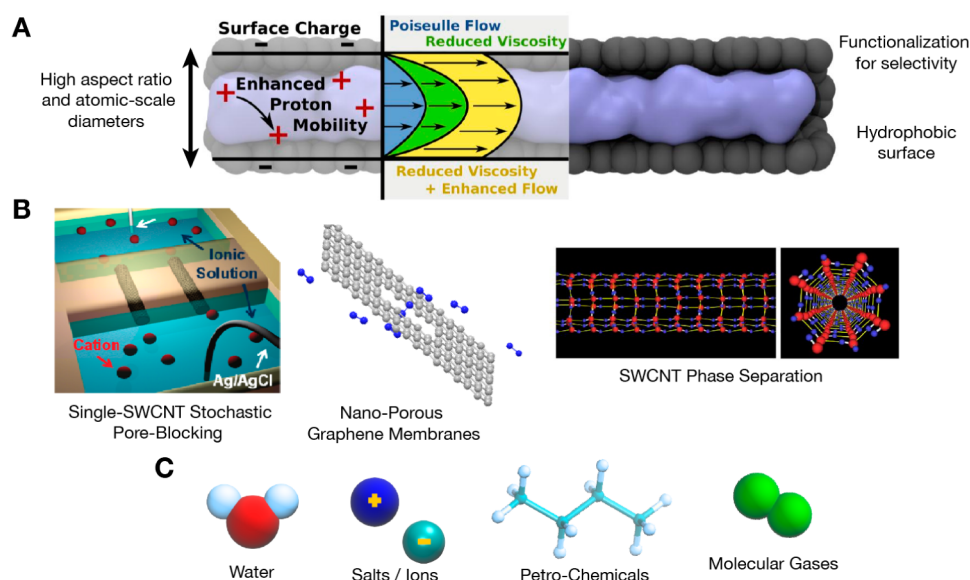 A
Surface Charge
Poiseulle Flow
Reduced Viscosity
Functionalization
for selectivity
High aspect ratio
and atomic-scale
diameters
Enhanced
Proton
Mobility
Hydrophobic
surface
Reduced Viscosity
+ Enhanced Flow
B
Ionic
Solution
Cation
Ag/AgCl
Single-SWCNT Stochastic
Pore-Blocking
Nano-Porous
Graphene Membranes
SWCNT Phase Separation
C
Water
Salts / Ions
Petro-Chemicals
Molecular Gases